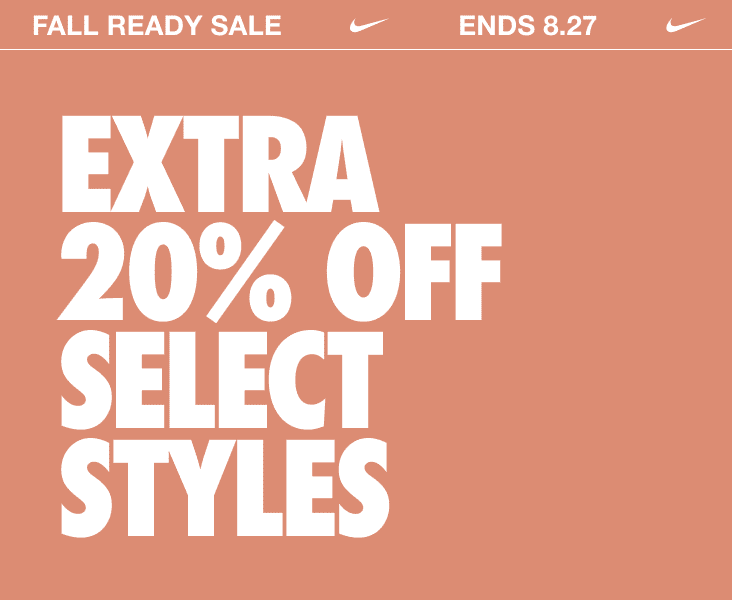 FALL READY SALE ENDS 8.27
EXTRA
20% OFF
SELECT
STYLES